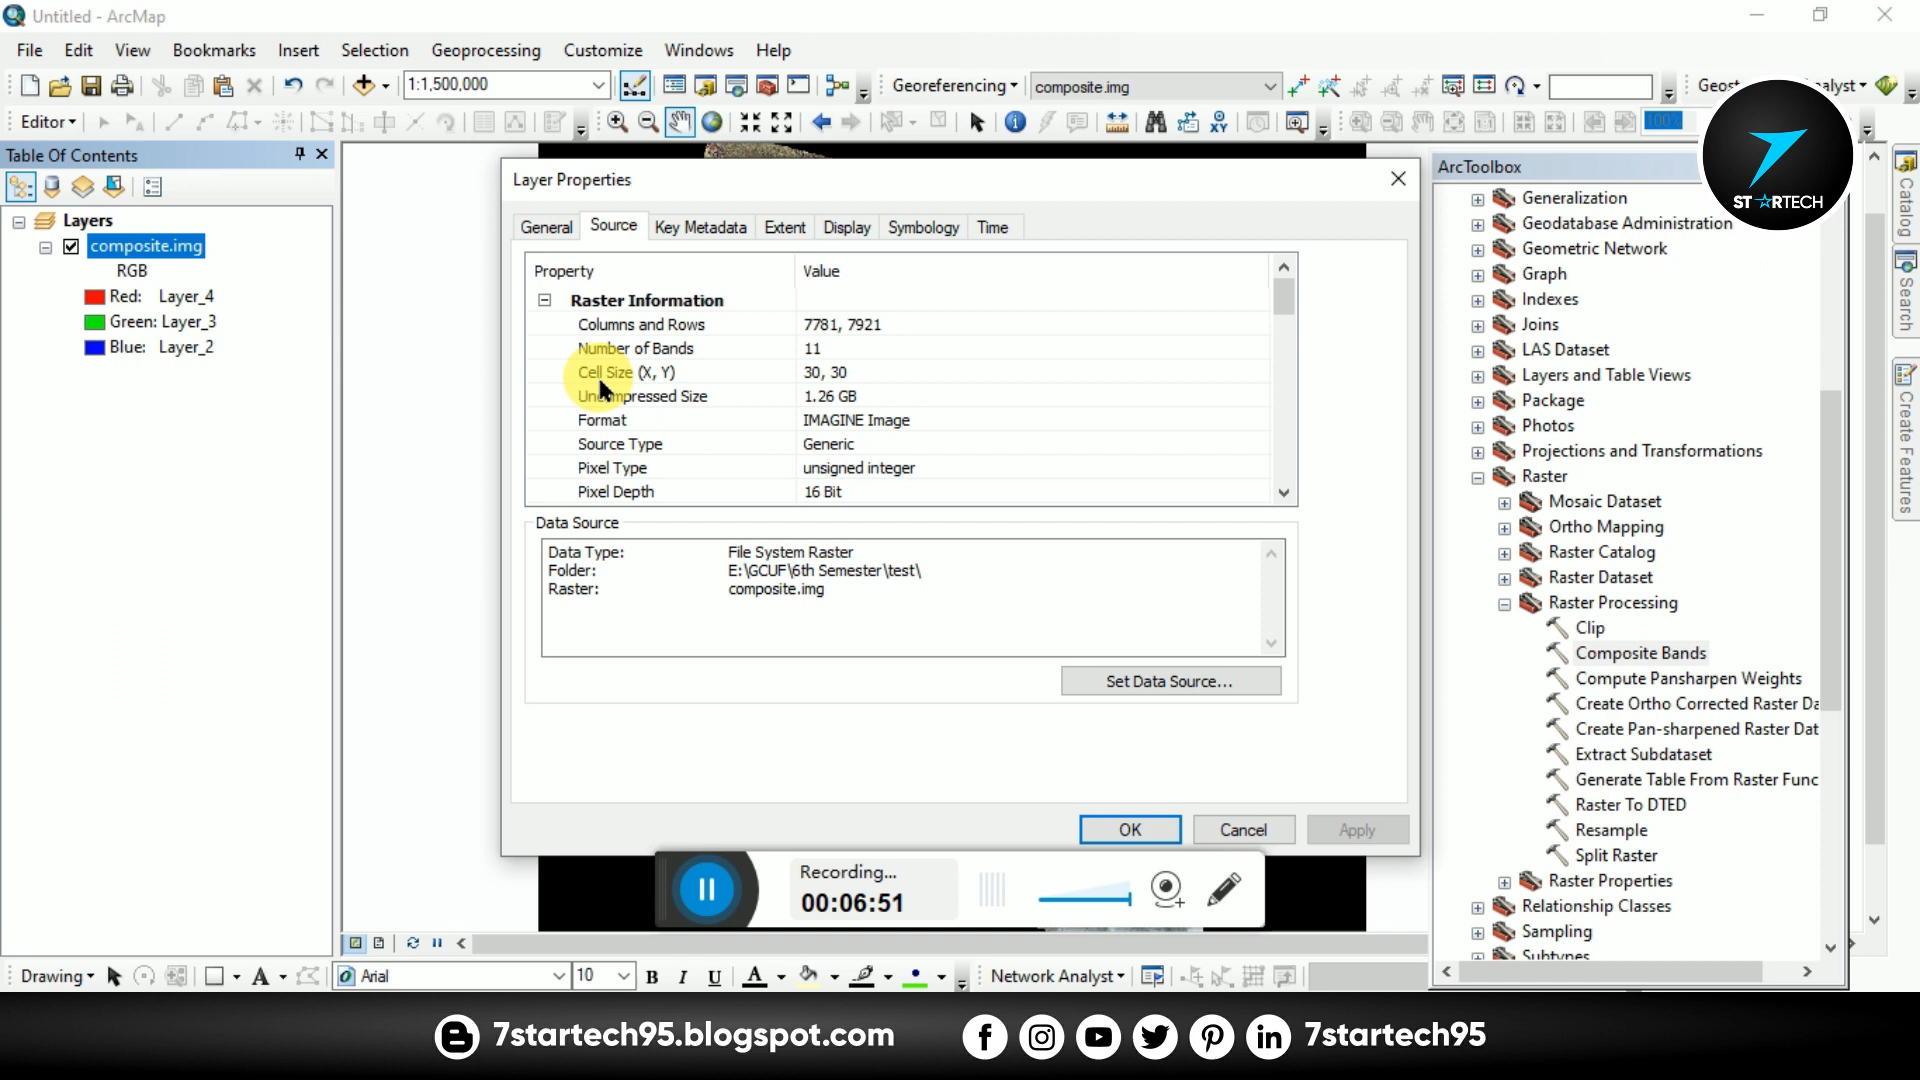 Untitled - ArcMap
File Edit View Bookmarks Insert Selection Geoprocessing Customize Windows Help
1:1,500,000
Georeferencing
composite.img
Geost
alyst
Editor
100%
Table Of Contents
Layers
composite.img
RGB
Red: Layer_4
Green: Layer_3
Blue: Layer_2
Layer Properties
General Source Key Metadata Extent Display Symbology Time
Property Value
Raster Information
Columns and Rows 7781, 7921
Number of Bands 11
Cell Size (X, Y) 30, 30
Uncompressed Size 1.26 GB
Format IMAGINE Image
Source Type Generic
Pixel Type unsigned integer
Pixel Depth 16 Bit
Data Source
Data Type: File System Raster
Folder: E:\GCUF\6th Semester\test\
Raster: composite.img
Set Data Source...
OK Cancel Apply
Recording...
00:06:51
ArcToolbox
ST☆RTECH
Generalization
Geodatabase Administration
Geometric Network
Graph
Indexes
Joins
LAS Dataset
Layers and Table Views
Package
Photos
Projections and Transformations
Raster
Mosaic Dataset
Ortho Mapping
Raster Catalog
Raster Dataset
Raster Processing
Clip
Composite Bands
Compute Pansharpen Weights
Create Ortho Corrected Raster Da
Create Pan-sharpened Raster Dat
Extract Subdataset
Generate Table From Raster Func
Raster To DTED
Resample
Split Raster
Raster Properties
Relationship Classes
Sampling
Subtypes
Catalog
Search
Create Features
Drawing
Arial
10
B I U A
Network Analyst
7startech95.blogspot.com
7startech95